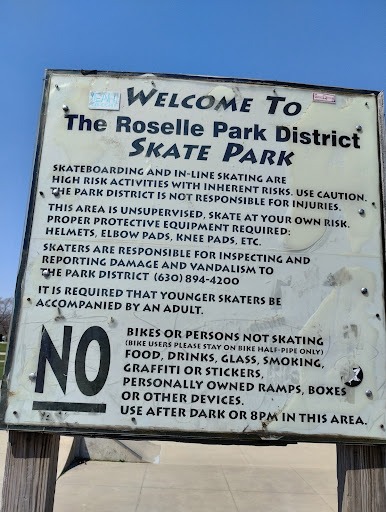 WELCOME TO
The Roselle Park District
SKATE PARK
SKATEBOARDING AND IN-LINE SKATING ARE
HIGH RISK ACTIVITIES WITH INHERENT RISKS. USE CAUTION.
THE PARK DISTRICT IS NOT RESPONSIBLE FOR INJURIES.
THIS AREA IS UNSUPERVISED, SKATE AT YOUR OWN RISK.
PROPER PROTECTIVE EQUIPMENT REQUIRED:
HELMETS, ELBOW PADS, KNEE PADS, ETC.
SKATERS ARE RESPONSIBLE FOR INSPECTING AND
REPORTING DAMAGE AND VANDALISM TO
THE PARK DISTRICT (630) 894-4200
IT IS REQUIRED THAT YOUNGER SKATERS BE
ACCOMPANIED BY AN ADULT.
NO
BIKES OR PERSONS NOT SKATING
(BIKE USERS PLEASE STAY ON BIKE HALF-PIPE ONLY)
FOOD, DRINKS, GLASS, SMOKING,
GRAFFITI OR STICKERS,
PERSONALLY OWNED RAMPS, BOXES
OR OTHER DEVICES.
USE AFTER DARK OR 8PM IN THIS AREA.